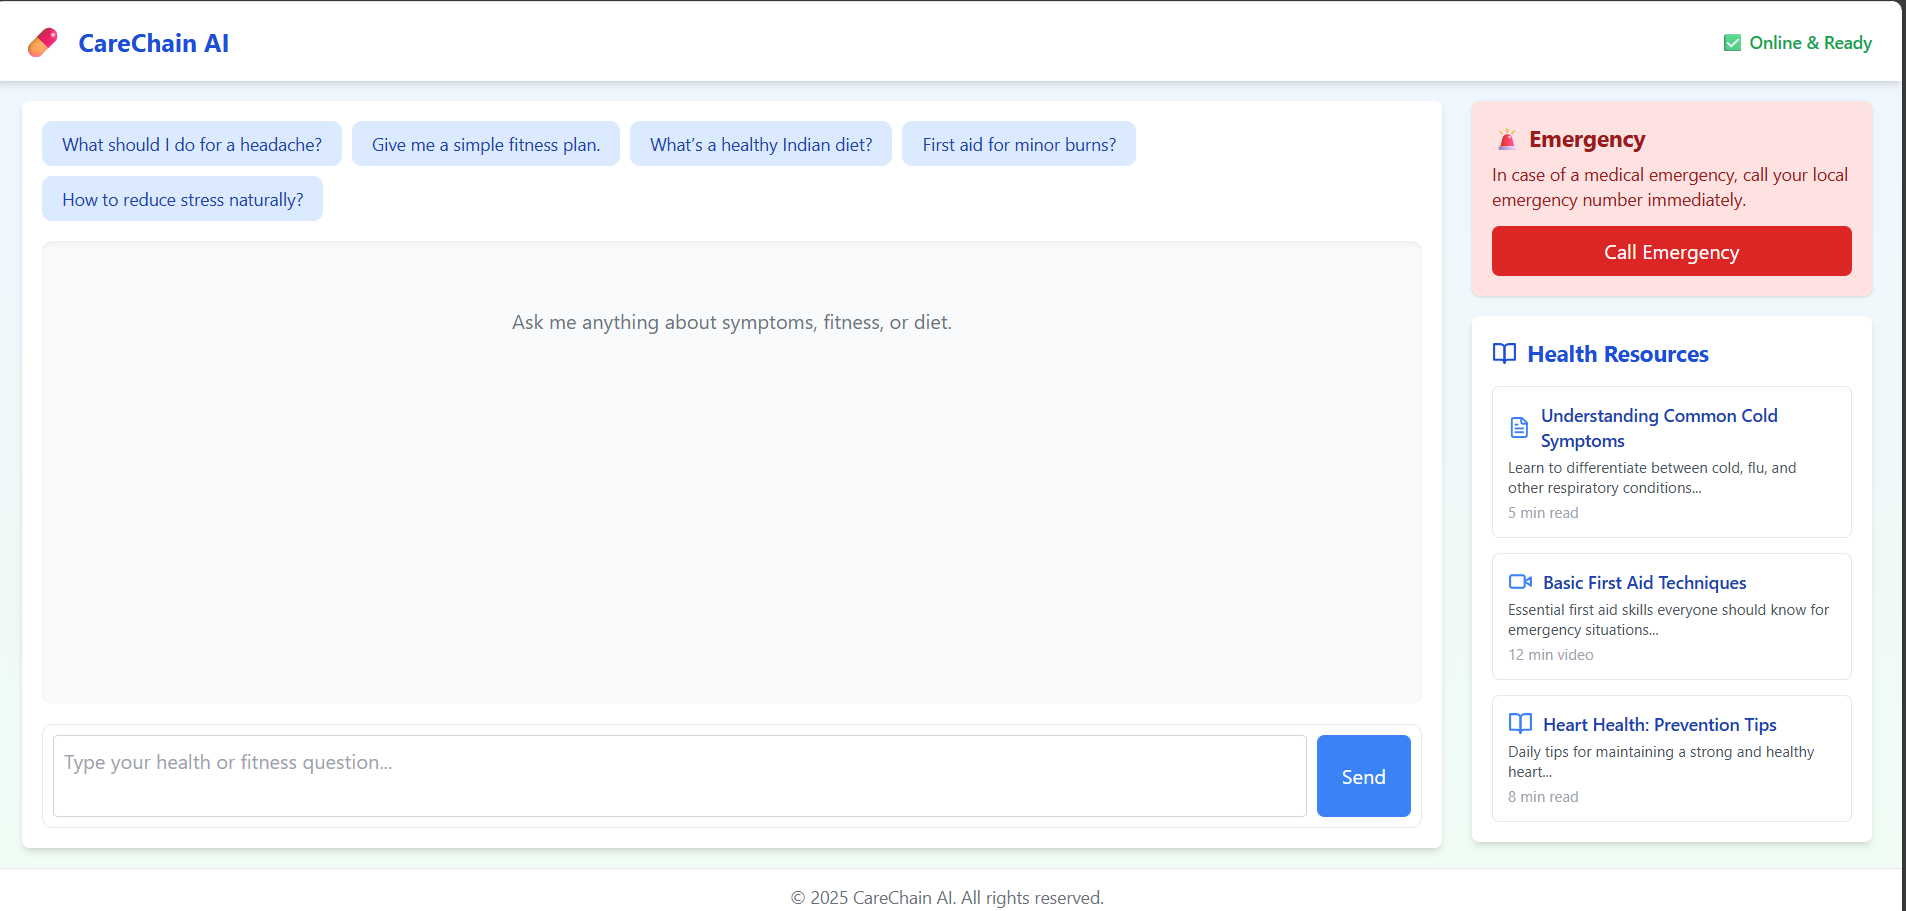 CareChain AI
Online & Ready
What should I do for a headache?
Give me a simple fitness plan.
What’s a healthy Indian diet?
First aid for minor burns?
How to reduce stress naturally?
Ask me anything about symptoms, fitness, or diet.
Type your health or fitness question...
Send
Emergency
In case of a medical emergency, call your local
emergency number immediately.
Call Emergency
Health Resources
Understanding Common Cold
Symptoms
Learn to differentiate between cold, flu, and
other respiratory conditions...
5 min read
Basic First Aid Techniques
Essential first aid skills everyone should know for
emergency situations...
12 min video
Heart Health: Prevention Tips
Daily tips for maintaining a strong and healthy
heart...
8 min read
© 2025 CareChain AI. All rights reserved.